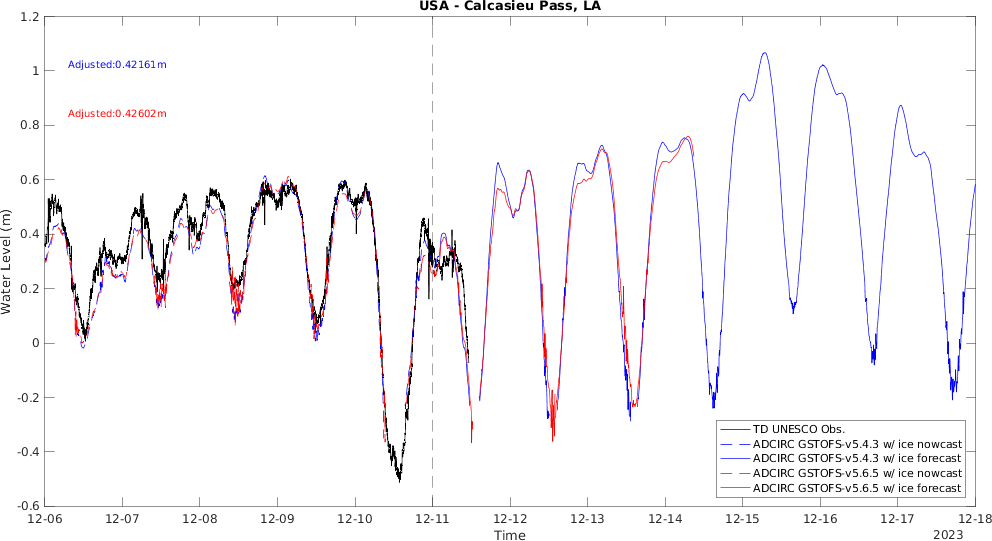 USA - Calcasieu Pass, LA
1.2
1
0.8
0.6
0.4
0.2
0
-0.2
-0.4
-0.6
Water Level (m)
Adjusted:0.42161m
Adjusted:0.42602m
TD UNESCO Obs.
ADCIRC GSTOFS-v5.4.3 w/ ice nowcast
ADCIRC GSTOFS-v5.4.3 w/ ice forecast
ADCIRC GSTOFS-v5.6.5 w/ ice nowcast
ADCIRC GSTOFS-v5.6.5 w/ ice forecast
12-06 12-07 12-08 12-09 12-10 12-11 12-12 12-13 12-14 12-15 12-16 12-17 12-18
Time
2023